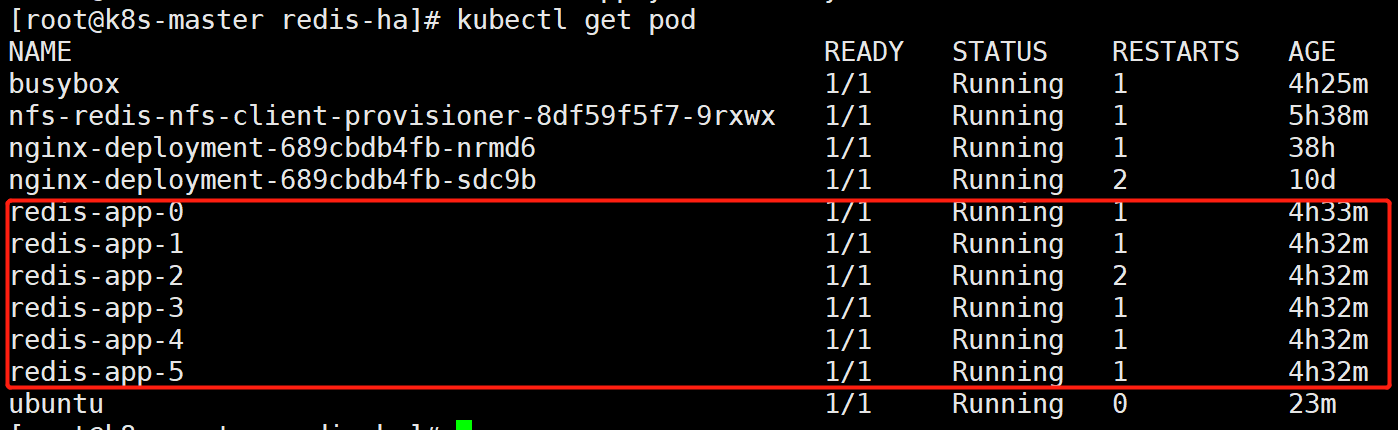 [root@k8s-master redis-ha]# kubectl get pod
NAME READY STATUS RESTARTS AGE
busybox 1/1 Running 1 4h25m
nfs-redis-nfs-client-provisioner-8df59f5f7-9rxwx 1/1 Running 1 5h38m
nginx-deployment-689cbdb4fb-nrmd6 1/1 Running 1 38h
nginx-deployment-689cbdb4fb-sdc9b 1/1 Running 2 10d
redis-app-0 1/1 Running 1 4h33m
redis-app-1 1/1 Running 1 4h32m
redis-app-2 1/1 Running 2 4h32m
redis-app-3 1/1 Running 1 4h32m
redis-app-4 1/1 Running 1 4h32m
redis-app-5 1/1 Running 1 4h32m
ubuntu 1/1 Running 0 23m
[root@k8s-master redis-ha]#